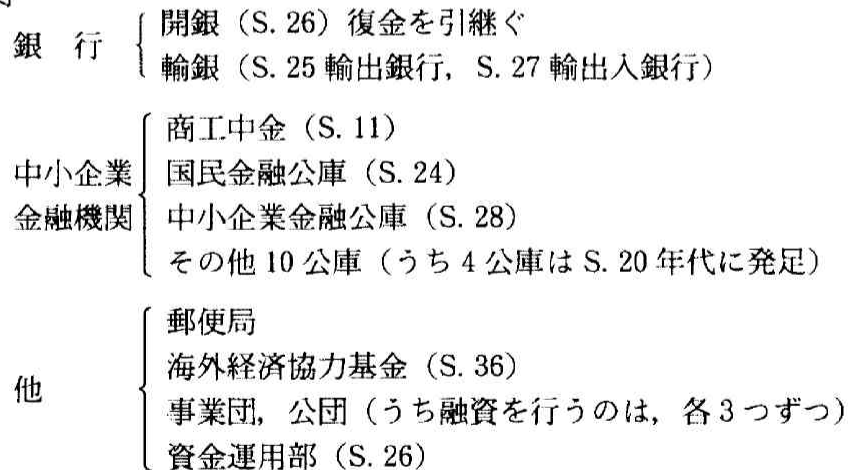 銀 行
開銀（S. 26）復金を引継ぐ
輸銀（S. 25 輸出銀行，S. 27 輸出入銀行）
中小企業
金融機関
商工中金（S. 11）
国民金融公庫（S. 24）
中小企業金融公庫（S. 28）
その他 10 公庫（うち 4 公庫は S. 20 年代に発足）
他
郵便局
海外経済協力基金（S. 36）
事業団，公団（うち融資を行うのは，各 3 つずつ）
資金運用部（S. 26）